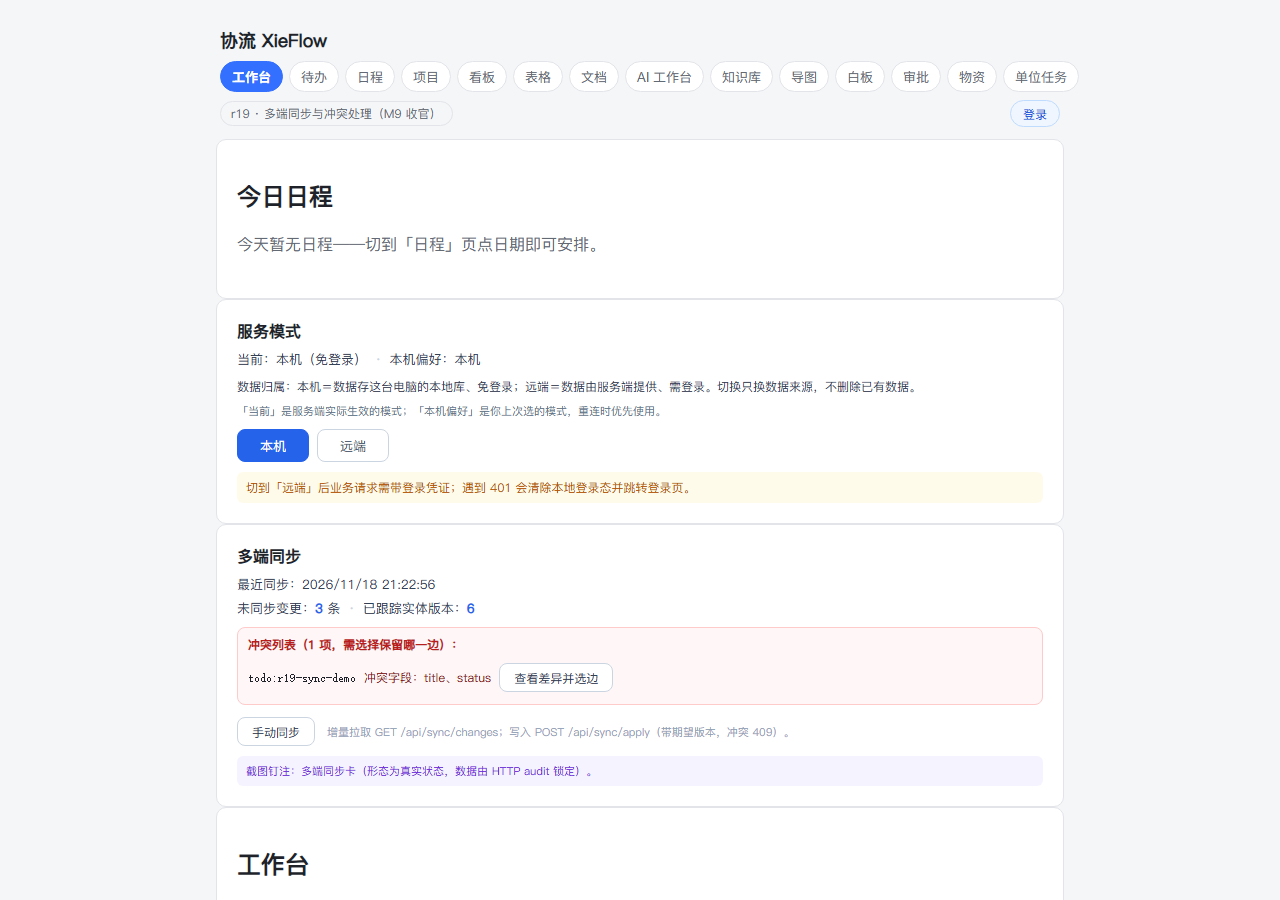 协流 XieFlow
工作台 待办 日程 项目 看板 表格 文档 AI 工作台 知识库 导图 白板 审批 物资 单位任务
r19 · 多端同步与冲突处理（M9 收官） 登录
今日日程
今天暂无日程——切到「日程」页点日期即可安排。
服务模式
当前：本机（免登录） · 本机偏好：本机
数据归属：本机＝数据存这台电脑的本地库、免登录；远端＝数据由服务端提供、需登录。切换只换数据来源，不删除已有数据。
「当前」是服务端实际生效的模式；「本机偏好」是你上次选的模式，重连时优先使用。
本机 远端
切到「远端」后业务请求需带登录凭证；遇到 401 会清除本地登录态并跳转登录页。
多端同步
最近同步：2026/11/18 21:22:56
未同步变更：3 条 · 已跟踪实体版本：6
冲突列表（1 项，需选择保留哪一边）：
todo:r19-sync-demo 冲突字段：title、status 查看差异并选边
手动同步 增量拉取 GET /api/sync/changes；写入 POST /api/sync/apply（带期望版本，冲突 409）。
截图钉注：多端同步卡（形态为真实状态，数据由 HTTP audit 锁定）。
工作台